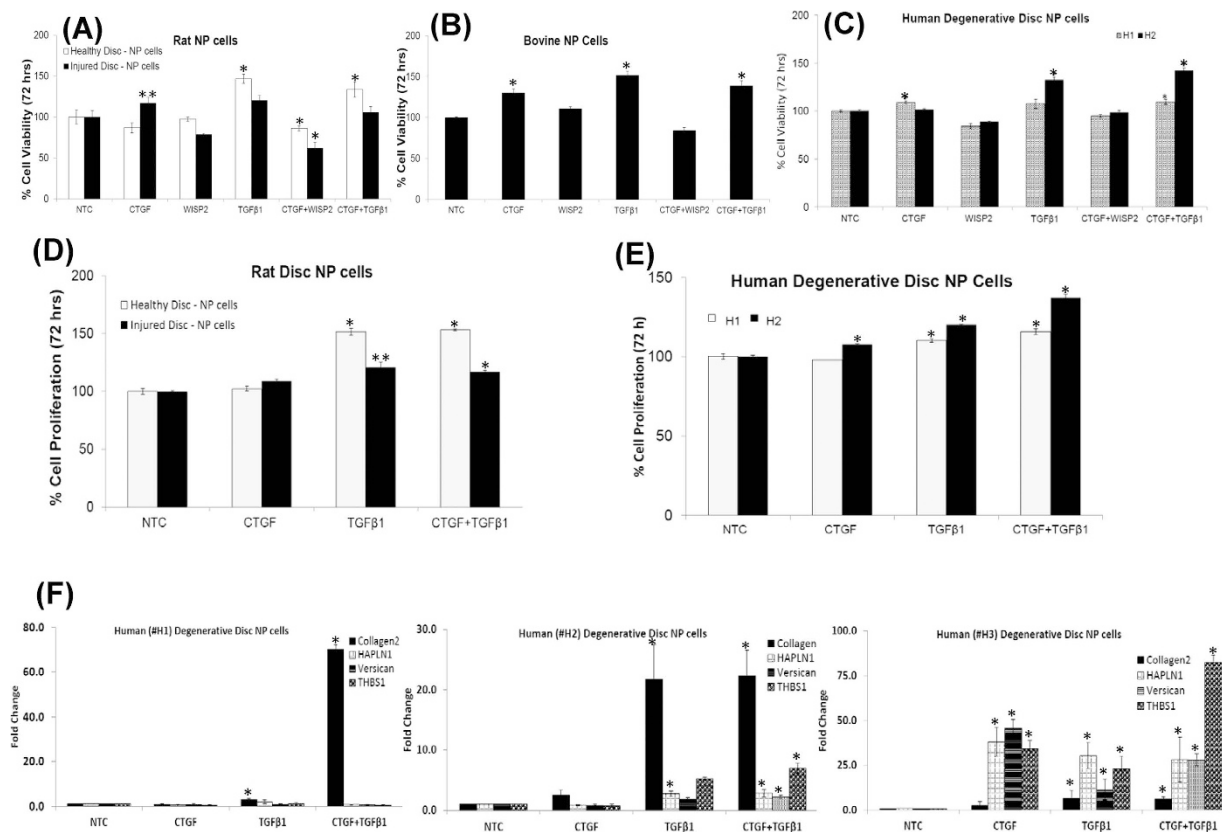 (A)
Rat NP cells
Healthy Disc - NP cells
Injured Disc - NP cells
% Cell Viability (72 hrs)
200
150
100
50
0
* * * * * * *
NTC CTGF WISP2 TGFβ1 CTGF+WISP2 CTGF+TGFβ1
(B)
Bovine NP Cells
% Cell Viability (72 hrs)
200
150
100
50
0
* * *
NTC CTGF WISP2 TGFβ1 CTGF+WISP2 CTGF+TGFβ1
(C)
Human Degenerative Disc NP cells
H1 H2
% Cell Viability (72 hrs)
200
150
100
50
0
* * * *
NTC CTGF WISP2 TGFβ1 CTGF+WISP2 CTGF+TGFβ1
(D)
Rat Disc NP cells
Healthy Disc - NP cells
Injured Disc - NP cells
% Cell Proliferation (72 hrs)
200
150
100
50
0
* ** * *
NTC CTGF TGFβ1 CTGF+TGFβ1
(E)
Human Degenerative Disc NP Cells
H1 H2
% Cell Proliferation (72 h)
150
100
50
0
* * * * *
NTC CTGF TGFβ1 CTGF+TGFβ1
(F)
Human (#H1) Degenerative Disc NP cells
Collagen2
HAPLN1
Versican
THBS1
Fold Change
80.0
60.0
40.0
20.0
0.0
* *
NTC CTGF TGFβ1 CTGF+TGFβ1
Human (#H2) Degenerative Disc NP cells
Collagen
HAPLN1
Versican
THBS1
Fold Change
30.0
20.0
10.0
0.0
* * * * * *
NTC CTGF TGFβ1 CTGF+TGFβ1
Human (#H3) Degenerative Disc NP cells
Collagen2
HAPLN1
Versican
THBS1
Fold Change
100.0
75.0
50.0
25.0
0.0
* * * * * * * * * * *
NTC CTGF TGFβ1 CTGF+TGFβ1